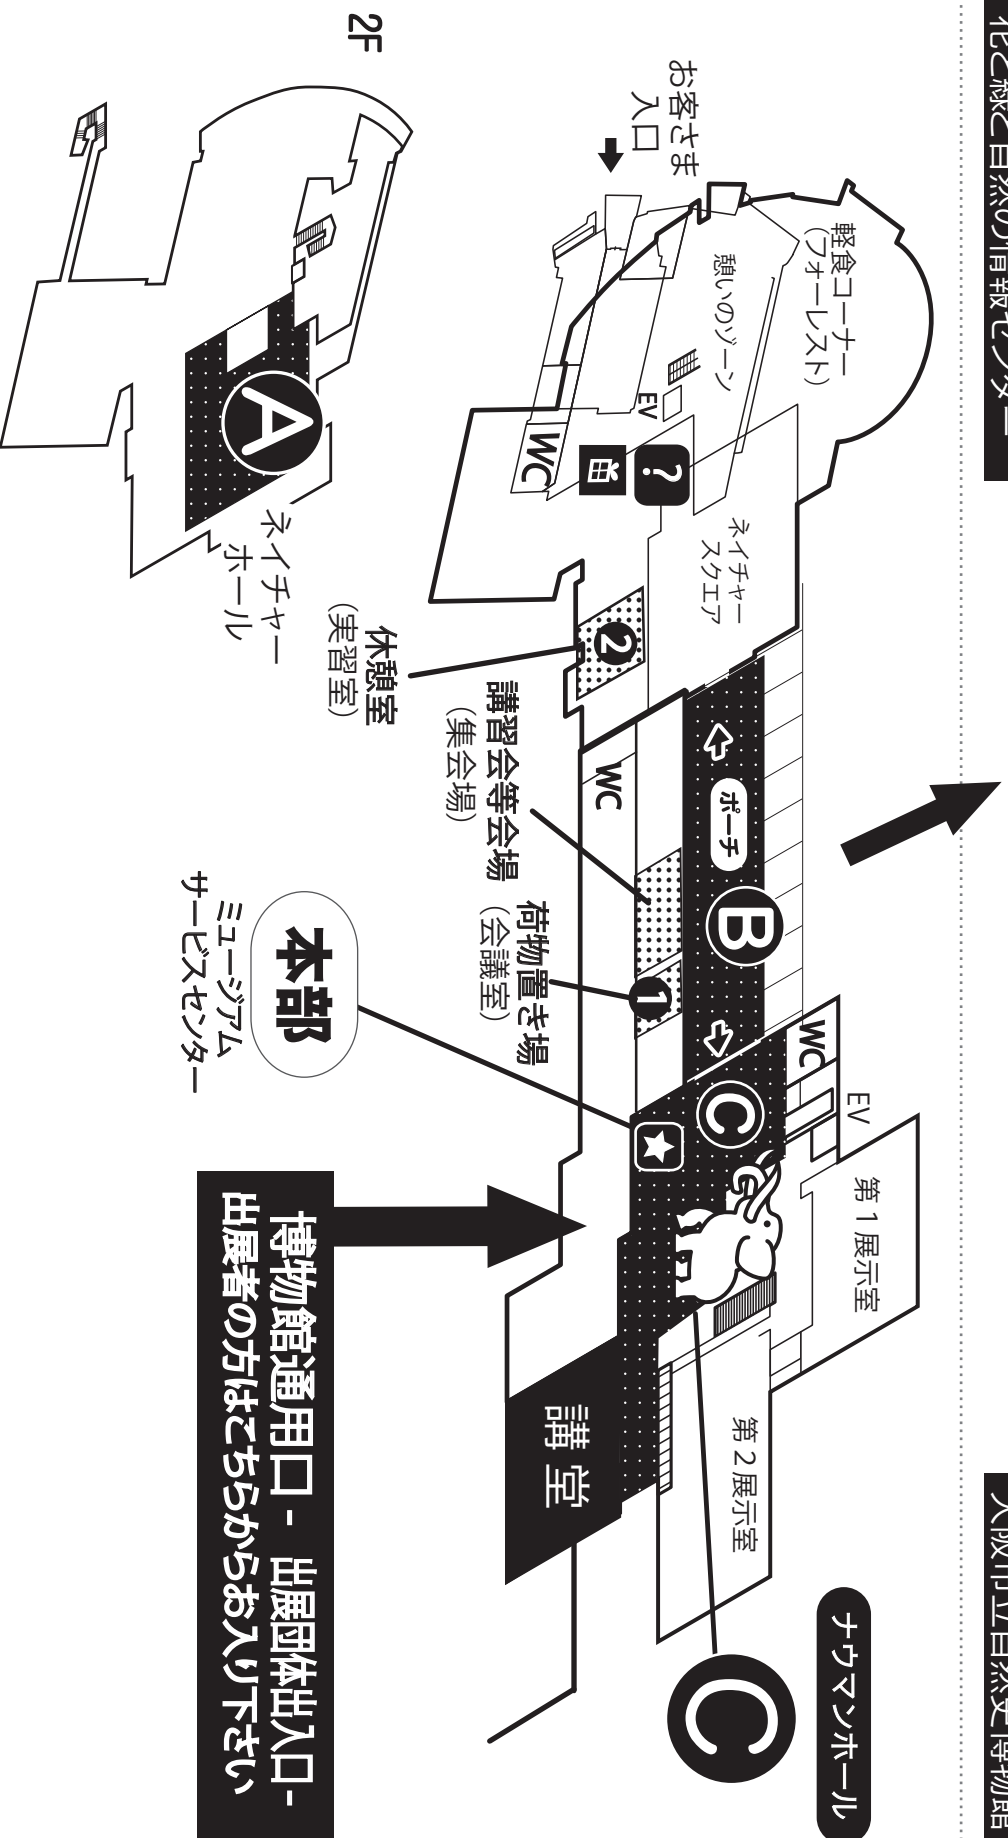 花と緑と自然の情報センター
大阪市立自然史博物館
ナウマンホール
C
軽食コーナー
(フォーレスト)
憩いのゾーン
お客さま
入口
EV
WC
?
ネイチャー
スクエア
2
休憩室
(実習室)
WC
ポーチ
B
講習会等会場
(集会場)
荷物置き場
(会議室)
1
WC
EV
C
第1展示室
第2展示室
講堂
本部
ミュージアム
サービスセンター
2F
A
ネイチャー
ホール
博物館通用口 - 出展団体出入口-
出展者の方はこちらからお入り下さい